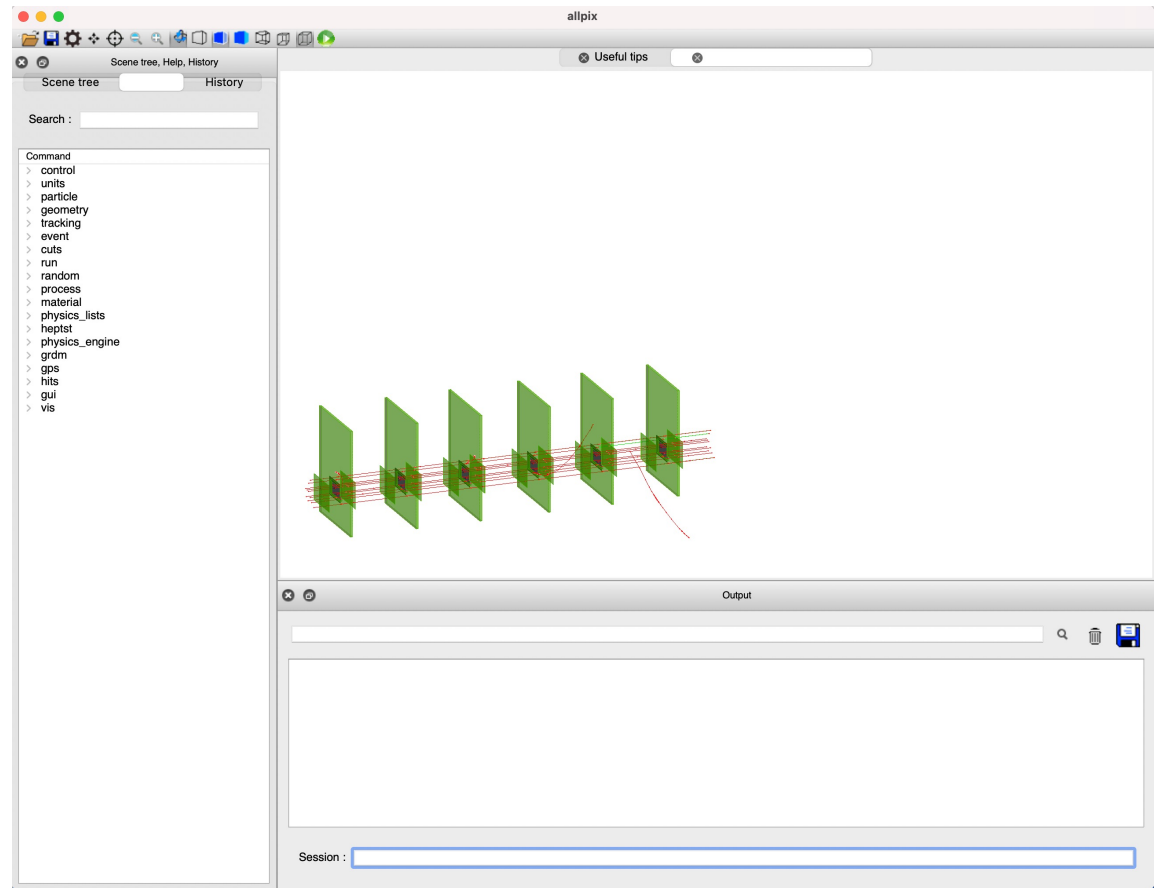 allpix
Scene tree, Help, History
Useful tips
Scene tree
History
Search :
Command
control
units
particle
geometry
tracking
event
cuts
run
random
process
material
physics_lists
heptst
physics_engine
grdm
gps
hits
gui
vis
Output
Session :